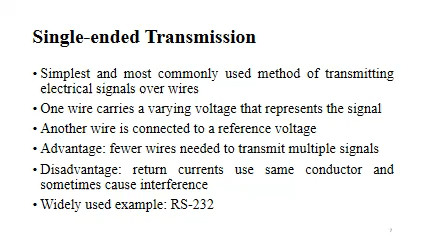 Single-ended Transmission
• Simplest and most commonly used method of transmitting
electrical signals over wires
• One wire carries a varying voltage that represents the signal
• Another wire is connected to a reference voltage
• Advantage: fewer wires needed to transmit multiple signals
• Disadvantage: return currents use same conductor and
sometimes cause interference
• Widely used example: RS-232